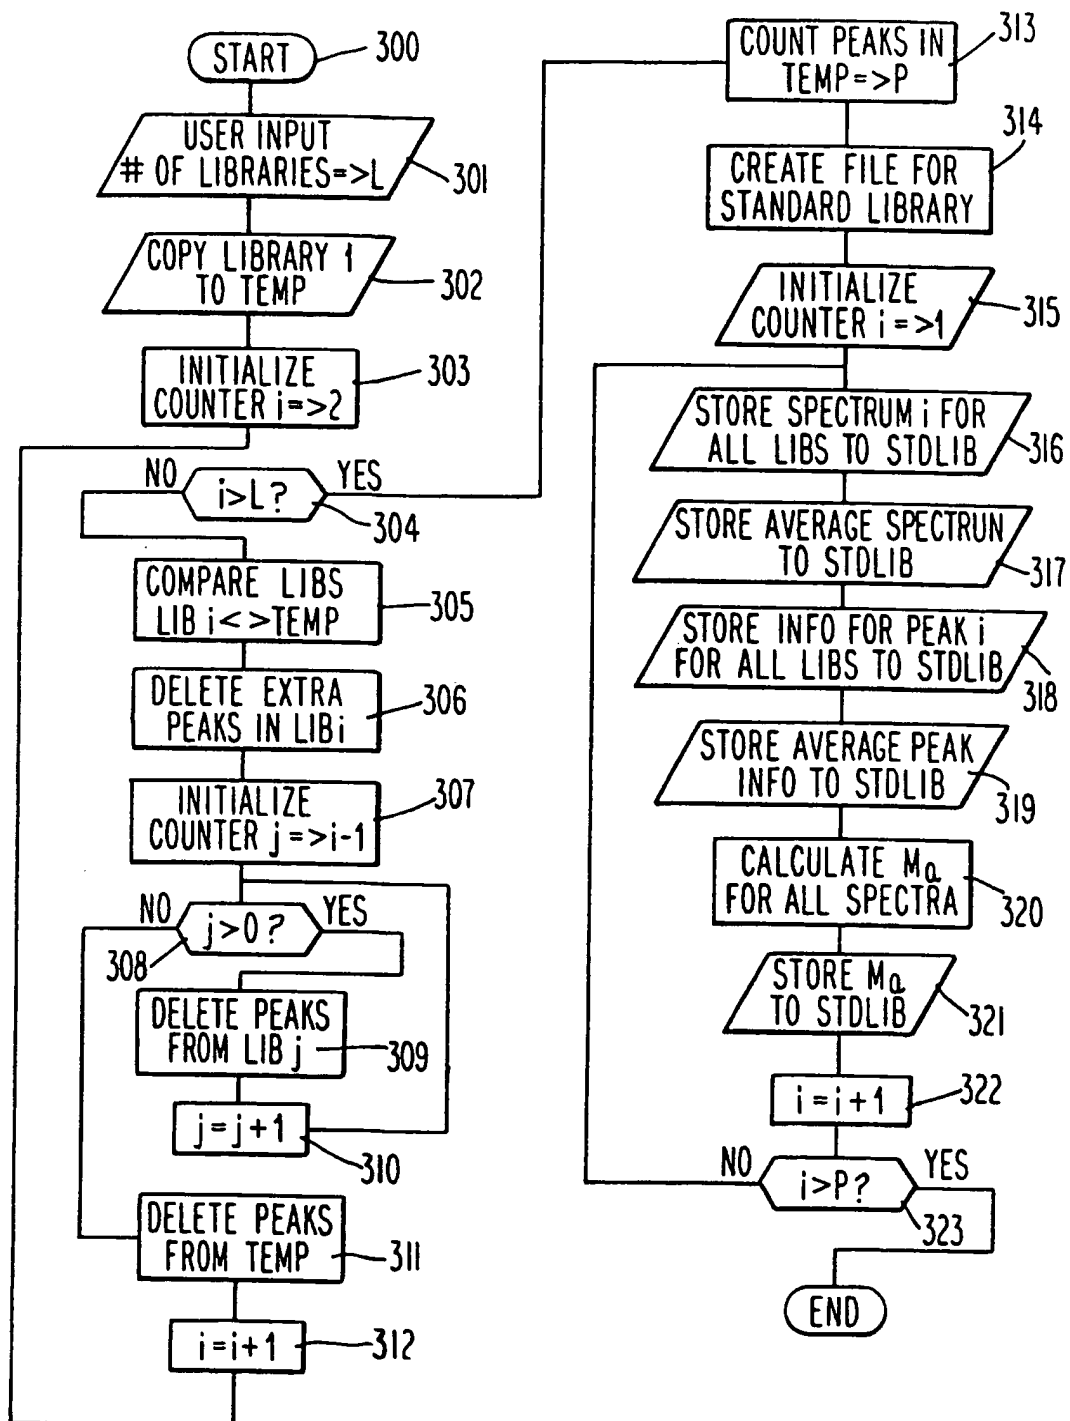 START
300
USER INPUT
# OF LIBRARIES=>L
301
COPY LIBRARY 1
TO TEMP
302
INITIALIZE
COUNTER i=>2
303
NO
i>L?
YES
304
COMPARE LIBS
LIB i<>TEMP
305
DELETE EXTRA
PEAKS IN LIB i
306
INITIALIZE
COUNTER j=>i-1
307
NO
j>0?
YES
308
DELETE PEAKS
FROM LIB j
309
j=j+1
310
DELETE PEAKS
FROM TEMP
311
i=i+1
312
COUNT PEAKS IN
TEMP=>P
313
CREATE FILE FOR
STANDARD LIBRARY
314
INITIALIZE
COUNTER i=>1
315
STORE SPECTRUM i FOR
ALL LIBS TO STDLIB
316
STORE AVERAGE SPECTRUN
TO STDLIB
317
STORE INFO FOR PEAK i
FOR ALL LIBS TO STDLIB
318
STORE AVERAGE PEAK
INFO TO STDLIB
319
CALCULATE Ma
FOR ALL SPECTRA
320
STORE Ma
TO STDLIB
321
i=i+1
322
NO
i>P?
YES
323
END